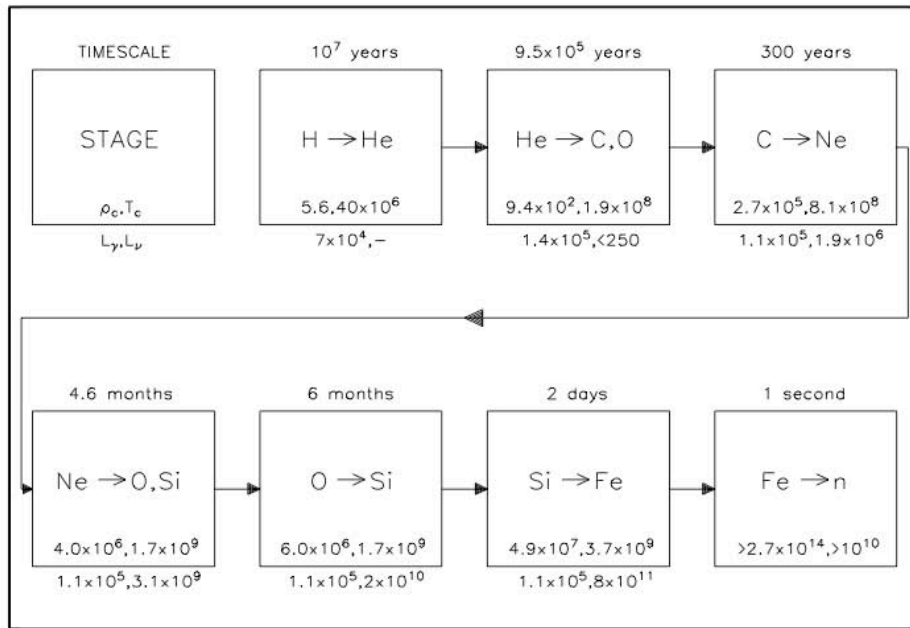 TIMESCALE
10⁷ years
9.5x10⁵ years
300 years
STAGE
H → He
He → C,O
C → Ne
ρc,Tc
5.6,40x10⁶
9.4x10²,1.9x10⁸
2.7x10⁵,8.1x10⁸
Lγ,Lν
7x10⁴,–
1.4x10⁵,<250
1.1x10⁵,1.9x10⁶
4.6 months
6 months
2 days
1 second
Ne → O,Si
O → Si
Si → Fe
Fe → n
4.0x10⁶,1.7x10⁹
6.0x10⁶,1.7x10⁹
4.9x10⁷,3.7x10⁹
>2.7x10¹⁴,>10¹⁰
1.1x10⁵,3.1x10⁹
1.1x10⁵,2x10¹⁰
1.1x10⁵,8x10¹¹